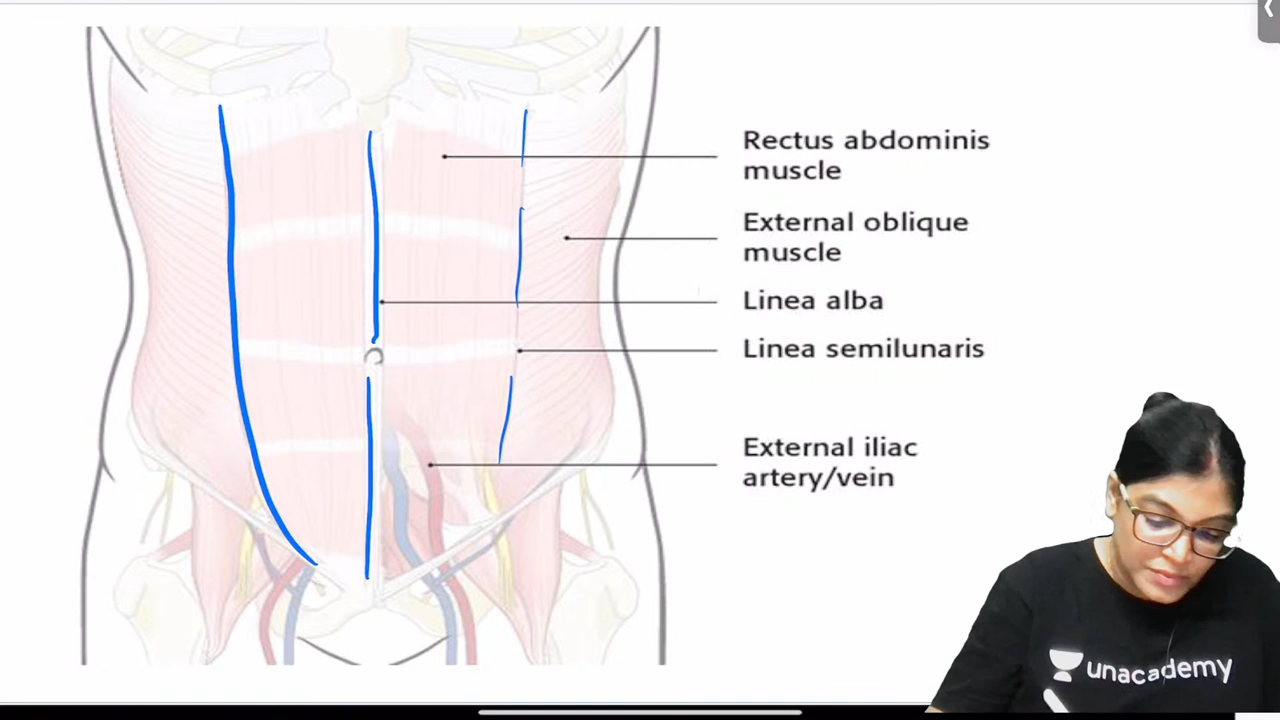 Rectus abdominis
muscle
External oblique
muscle
Linea alba
Linea semilunaris
External iliac
artery/vein
unacademy